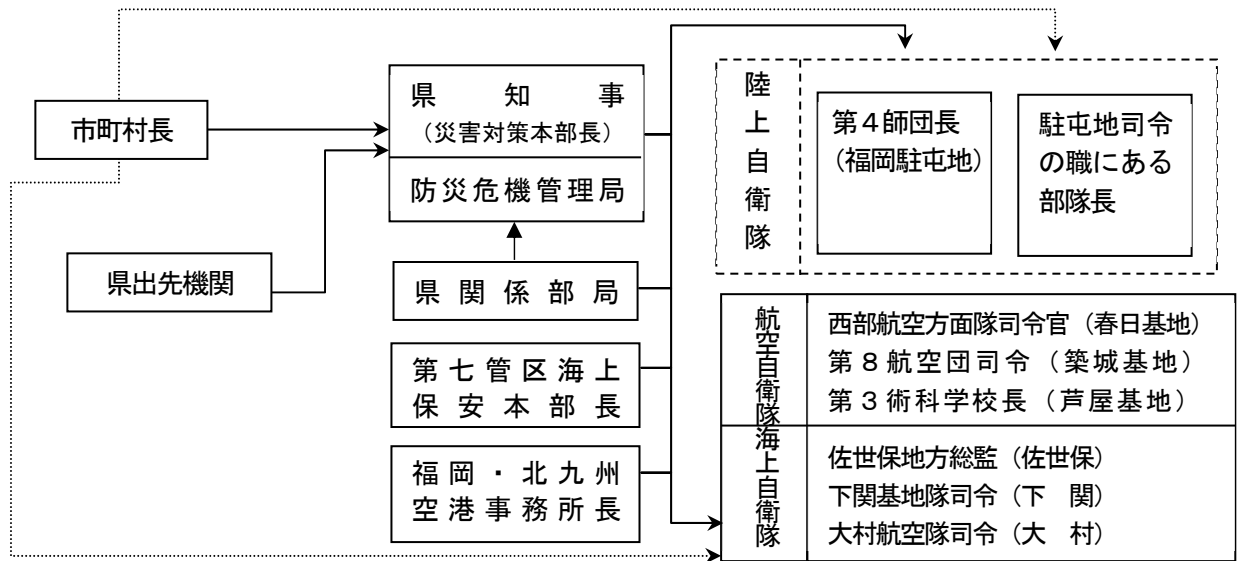 市町村長
県出先機関
県知事
（災害対策本部長）
防災危機管理局
県関係部局
第七管区海上
保安本部長
福岡・北九州
空港事務所長
陸上自衛隊
第４師団長
（福岡駐屯地）
駐屯地司令
の職にある
部隊長
航空自衛隊
西部航空方面隊司令官（春日基地）
第８航空団司令（築城基地）
第３術科学校長（芦屋基地）
海上自衛隊
佐世保地方総監（佐世保）
下関基地隊司令（下　関）
大村航空隊司令（大　村）